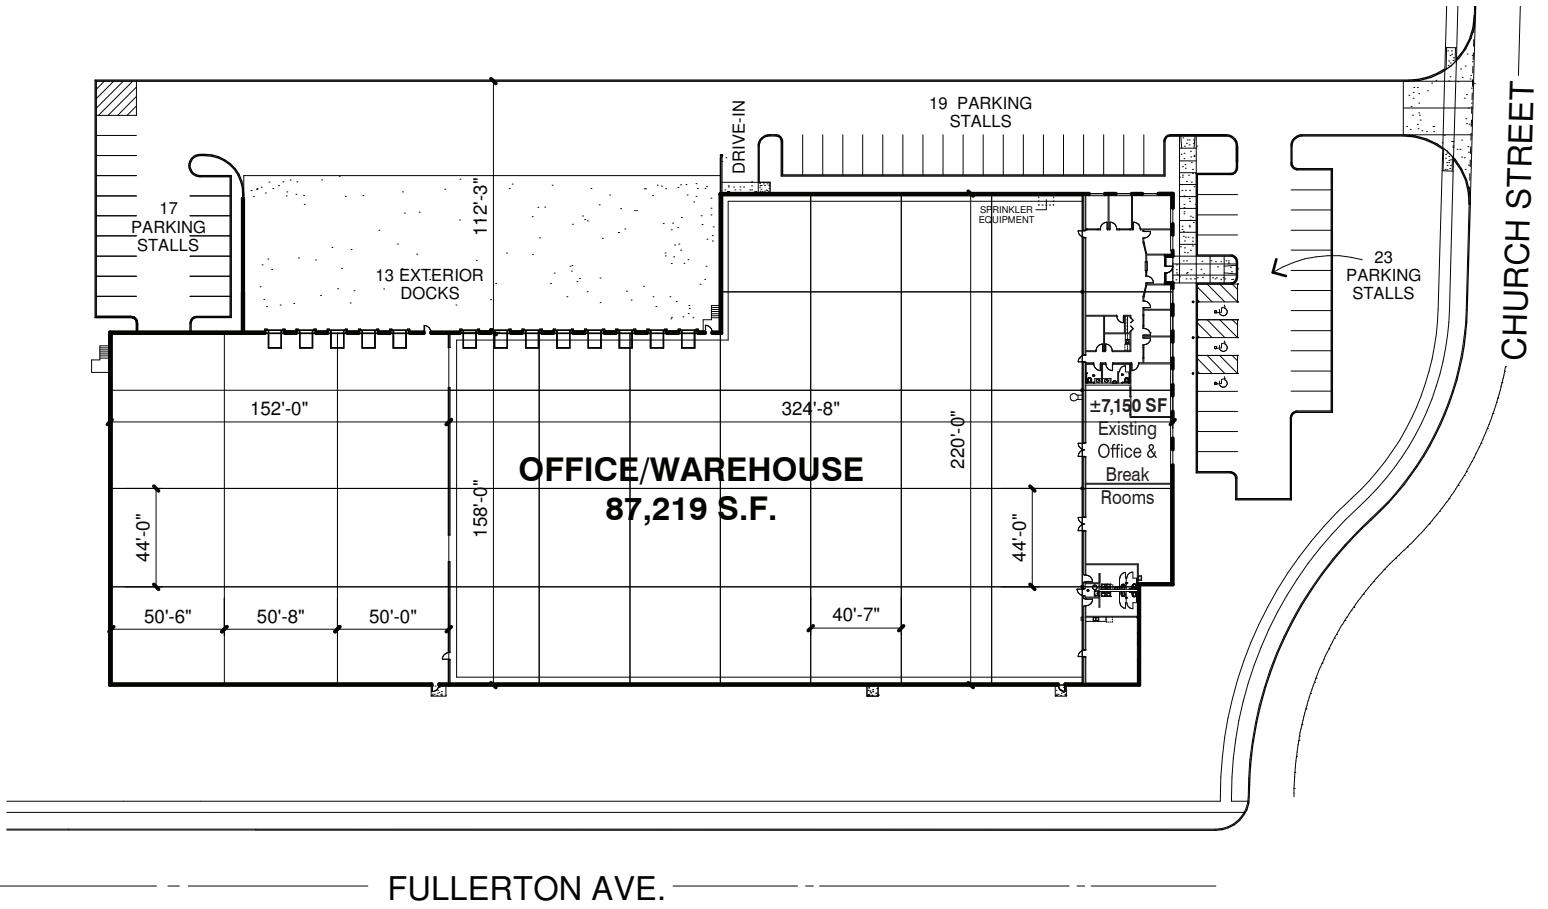 19 PARKING
STALLS
DRIVE-IN
CHURCH STREET
17
PARKING
STALLS
112'-3"
SPRINKLER
EQUIPMENT
13 EXTERIOR
DOCKS
23
PARKING
STALLS
152'-0"
324'-8"
220'-0"
±7,150 SF
Existing
Office &
Break
Rooms
OFFICE/WAREHOUSE
87,219 S.F.
158'-0"
44'-0"
44'-0"
50'-6"
50'-8"
50'-0"
40'-7"
FULLERTON AVE.